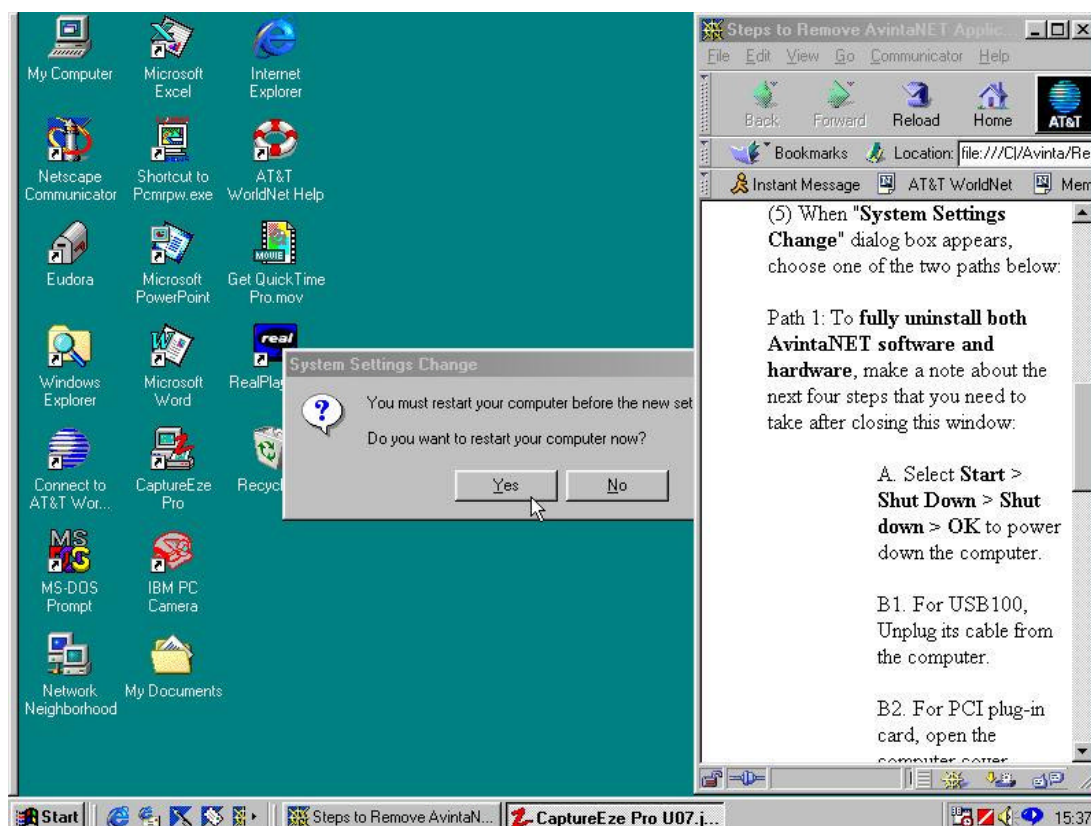 My Computer
Microsoft
Excel
Internet
Explorer
Netscape
Communicator
Shortcut to
Pcmrpw.exe
AT&T
WorldNet Help
Eudora
Microsoft
PowerPoint
MOVIE
Get QuickTime
Pro.mov
Windows
Explorer
Microsoft
Word
real
RealPla
Connect to
AT&T Wor...
CaptureEze
Pro
Recycl
MS
DOS
MS-DOS
Prompt
IBM PC
Camera
Network
Neighborhood
My Documents
System Settings Change
You must restart your computer before the new set
Do you want to restart your computer now?
Yes
No
Steps to Remove AvintaNET Applic...
File Edit View Go Communicator Help
Back Forward Reload Home AT&T
Bookmarks Location: file:///C|/Avinta/Re
Instant Message AT&T WorldNet Mem
(5) When "System Settings
Change" dialog box appears,
choose one of the two paths below:
Path 1: To fully uninstall both
AvintaNET software and
hardware, make a note about the
next four steps that you need to
take after closing this window:
A. Select Start >
Shut Down > Shut
down > OK to power
down the computer.
B1. For USB100,
Unplug its cable from
the computer.
B2. For PCI plug-in
card, open the
computer cover
Start
Steps to Remove AvintaN...
CaptureEze Pro U07.j...